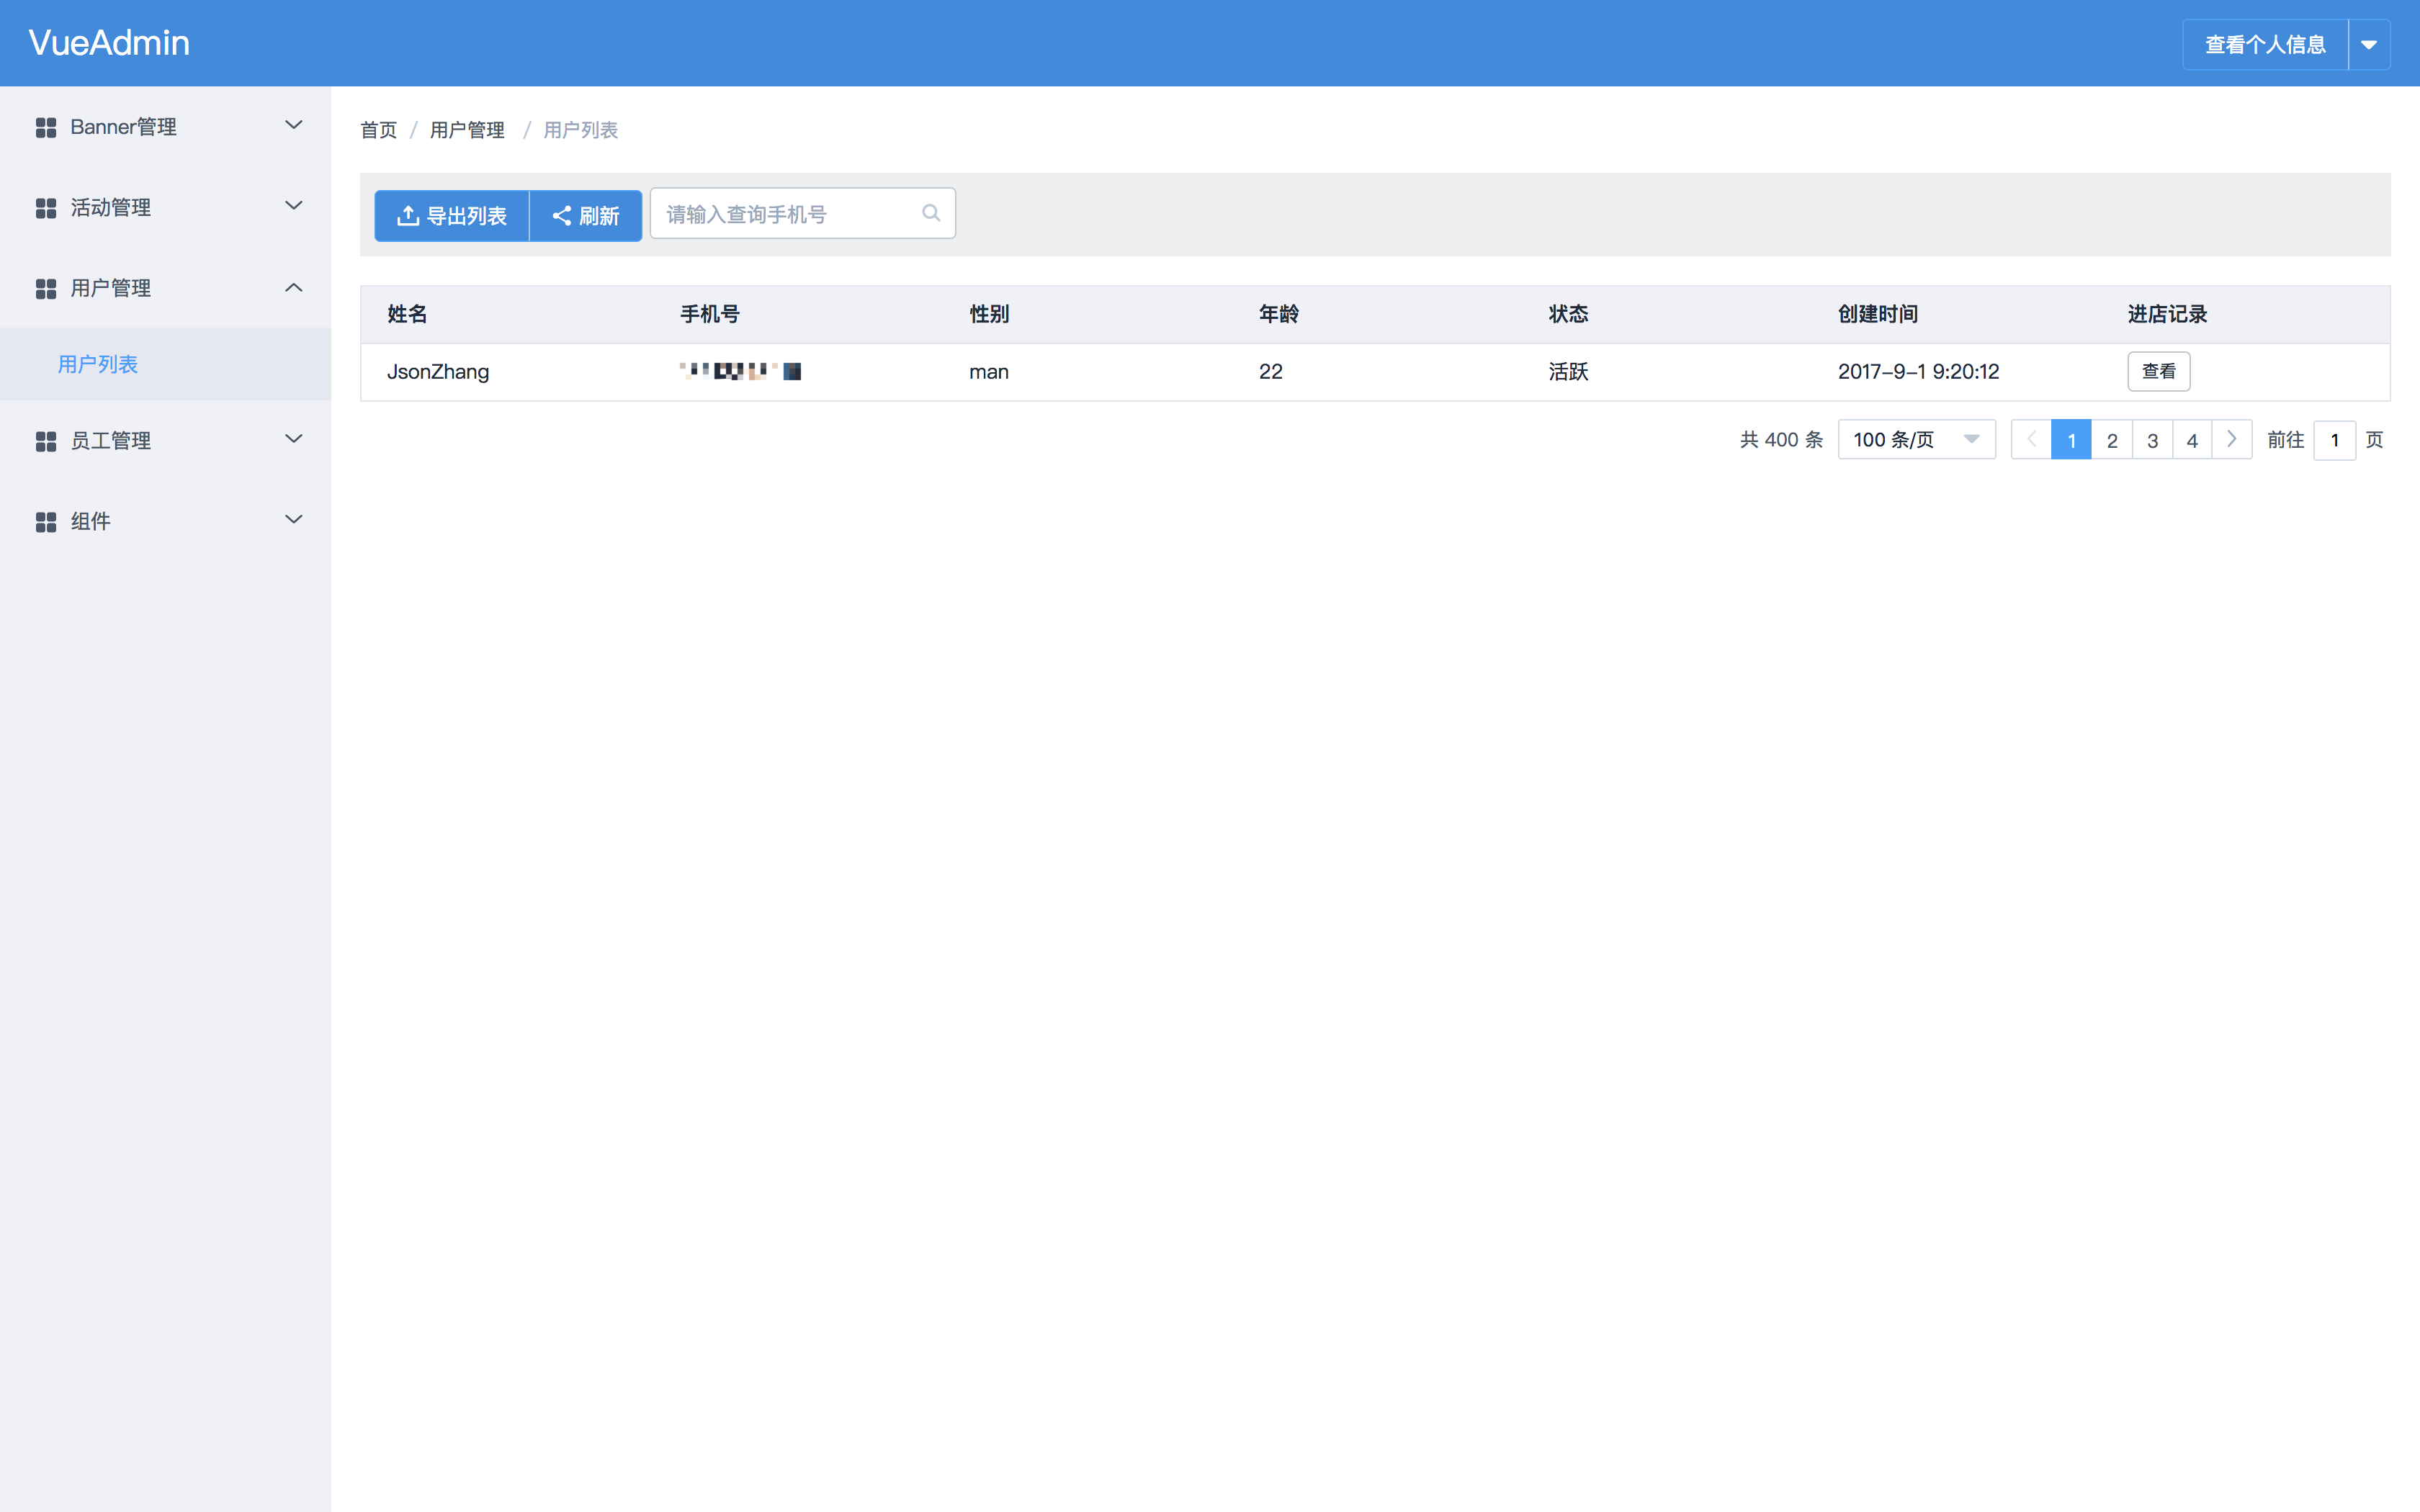 VueAdmin
查看个人信息
Banner管理
活动管理
用户管理
用户列表
员工管理
组件
首页 / 用户管理 / 用户列表
导出列表 刷新 请输入查询手机号
姓名 手机号 性别 年龄 状态 创建时间 进店记录
JsonZhang man 22 活跃 2017-9-1 9:20:12 查看
共 400 条 100 条/页 1 2 3 4 前往 1 页